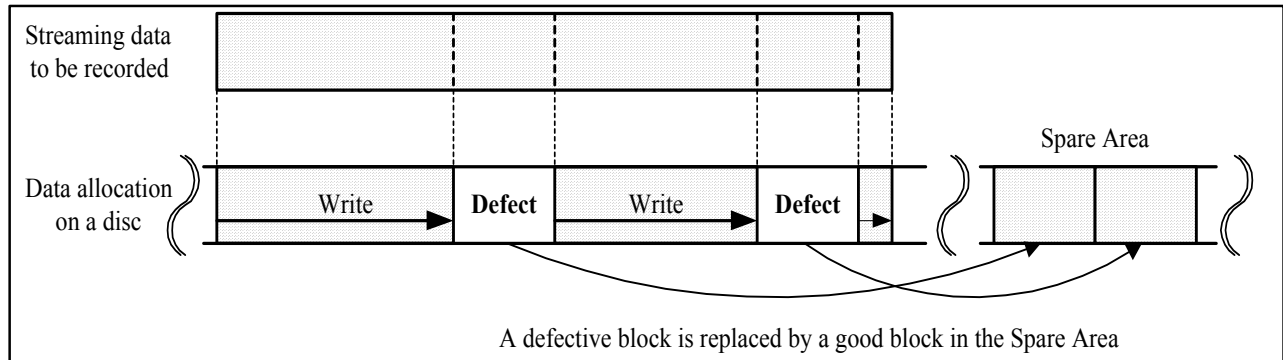 Streaming data
to be recorded
Spare Area
Data allocation
on a disc
Write
Defect
Write
Defect
A defective block is replaced by a good block in the Spare Area